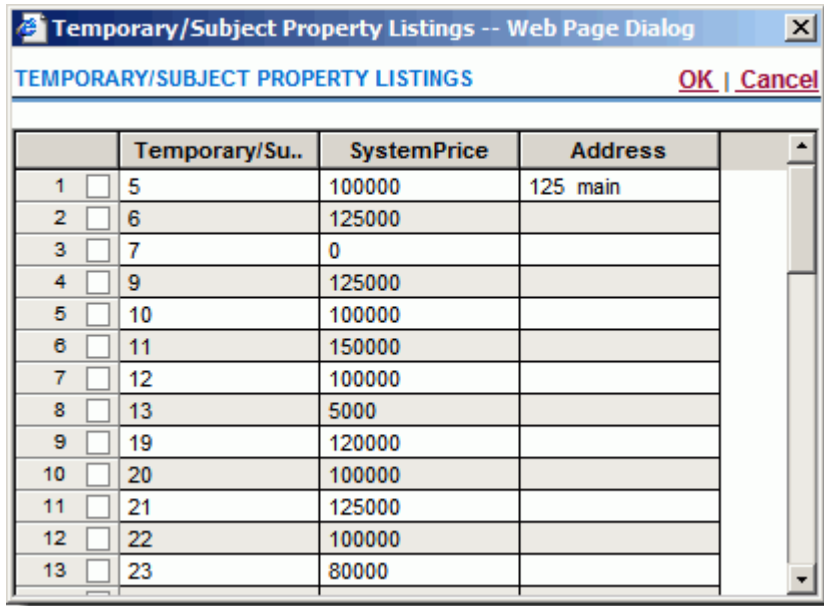 Temporary/Subject Property Listings -- Web Page Dialog
TEMPORARY/SUBJECT PROPERTY LISTINGS OK | Cancel
Temporary/Su.. SystemPrice Address
1 5 100000 125 main
2 6 125000
3 7 0
4 9 125000
5 10 100000
6 11 150000
7 12 100000
8 13 5000
9 19 120000
10 20 100000
11 21 125000
12 22 100000
13 23 80000